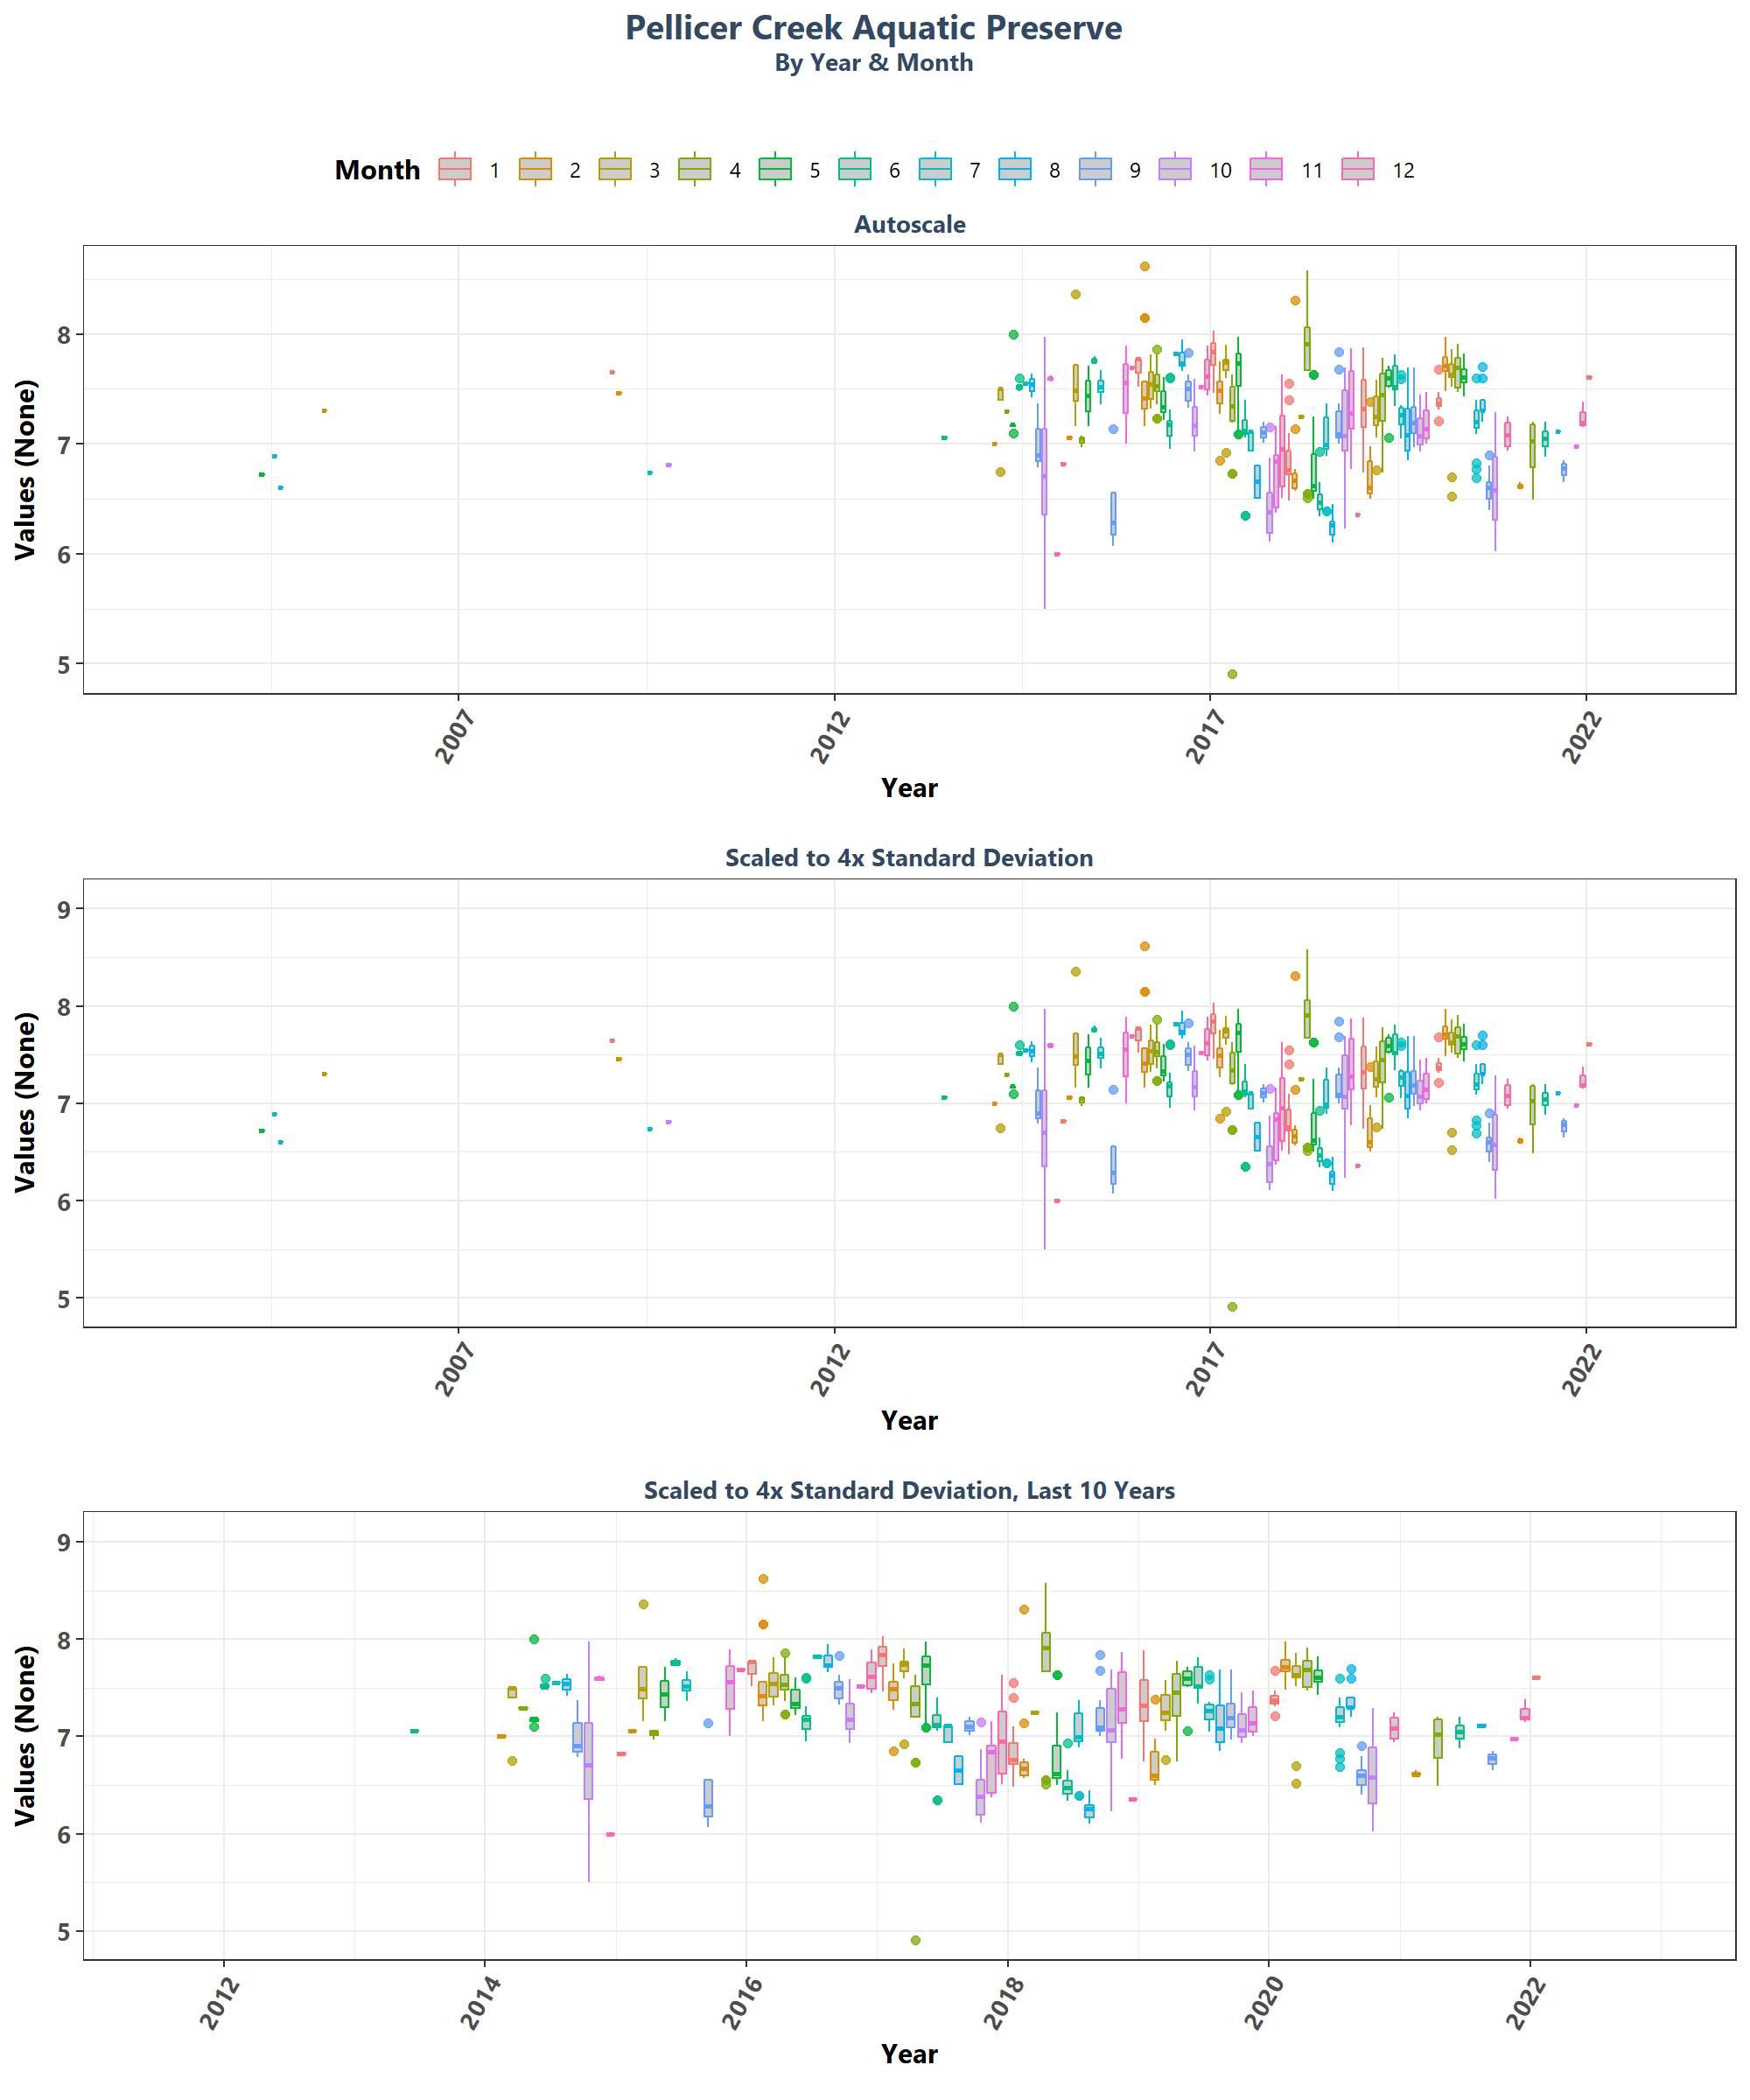 Pellicer Creek Aquatic Preserve
By Year & Month
Month 1 2 3 4 5 6 7 8 9 10 11 12
Autoscale
Values (None)
8
7
6
5
2007 2012 2017 2022
Year
Scaled to 4x Standard Deviation
Values (None)
9
8
7
6
5
2007 2012 2017 2022
Year
Scaled to 4x Standard Deviation, Last 10 Years
Values (None)
9
8
7
6
5
2012 2014 2016 2018 2020 2022
Year